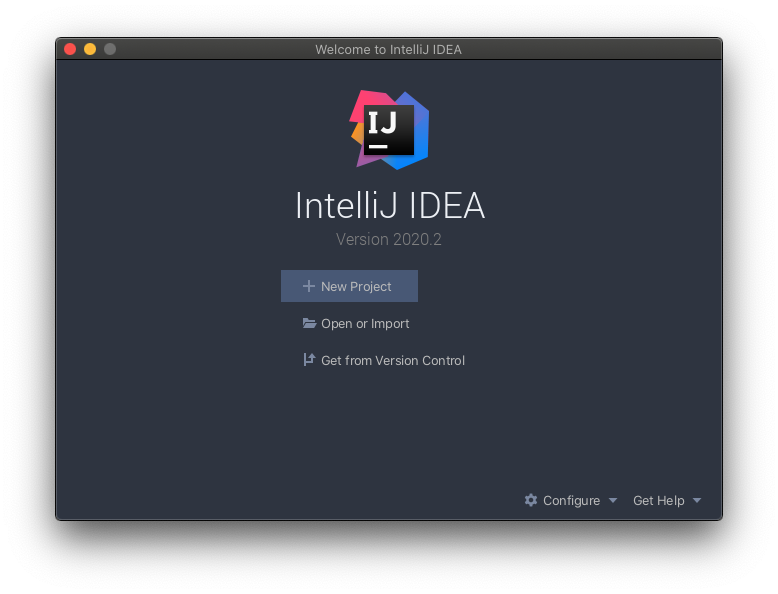 Welcome to IntelliJ IDEA
IJ
IntelliJ IDEA
Version 2020.2
New Project
Open or Import
Get from Version Control
Configure Get Help